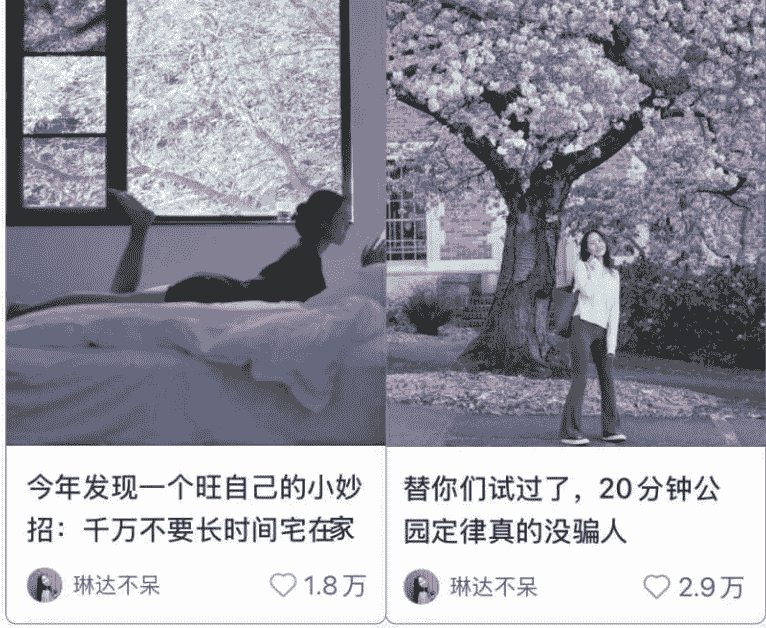 今年发现一个旺自己的小妙
招：千万不要长时间宅在家
琳达不呆
1.8万
替你们试过了，20分钟公
园定律真的没骗人
琳达不呆
2.9万